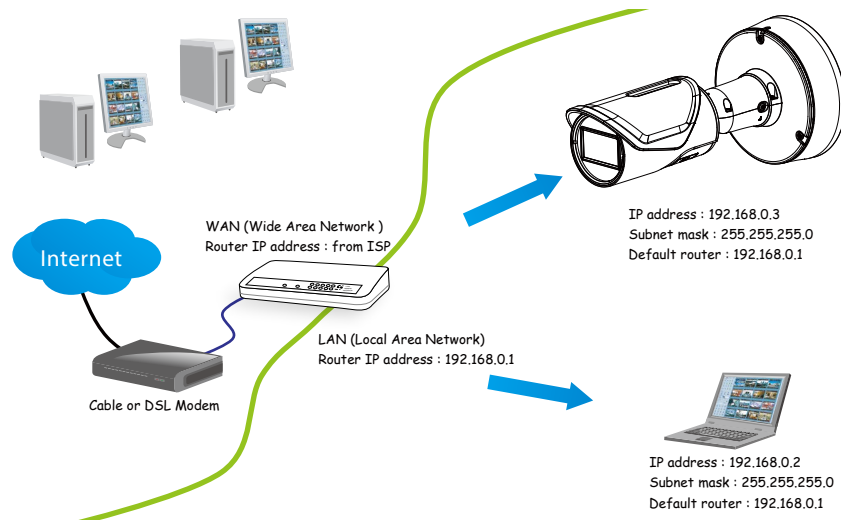 WAN (Wide Area Network )
Router IP address : from ISP
Internet
Cable or DSL Modem
LAN (Local Area Network)
Router IP address : 192.168.0.1
IP address : 192.168.0.3
Subnet mask : 255.255.255.0
Default router : 192.168.0.1
IP address : 192.168.0.2
Subnet mask : 255.255.255.0
Default router : 192.168.0.1